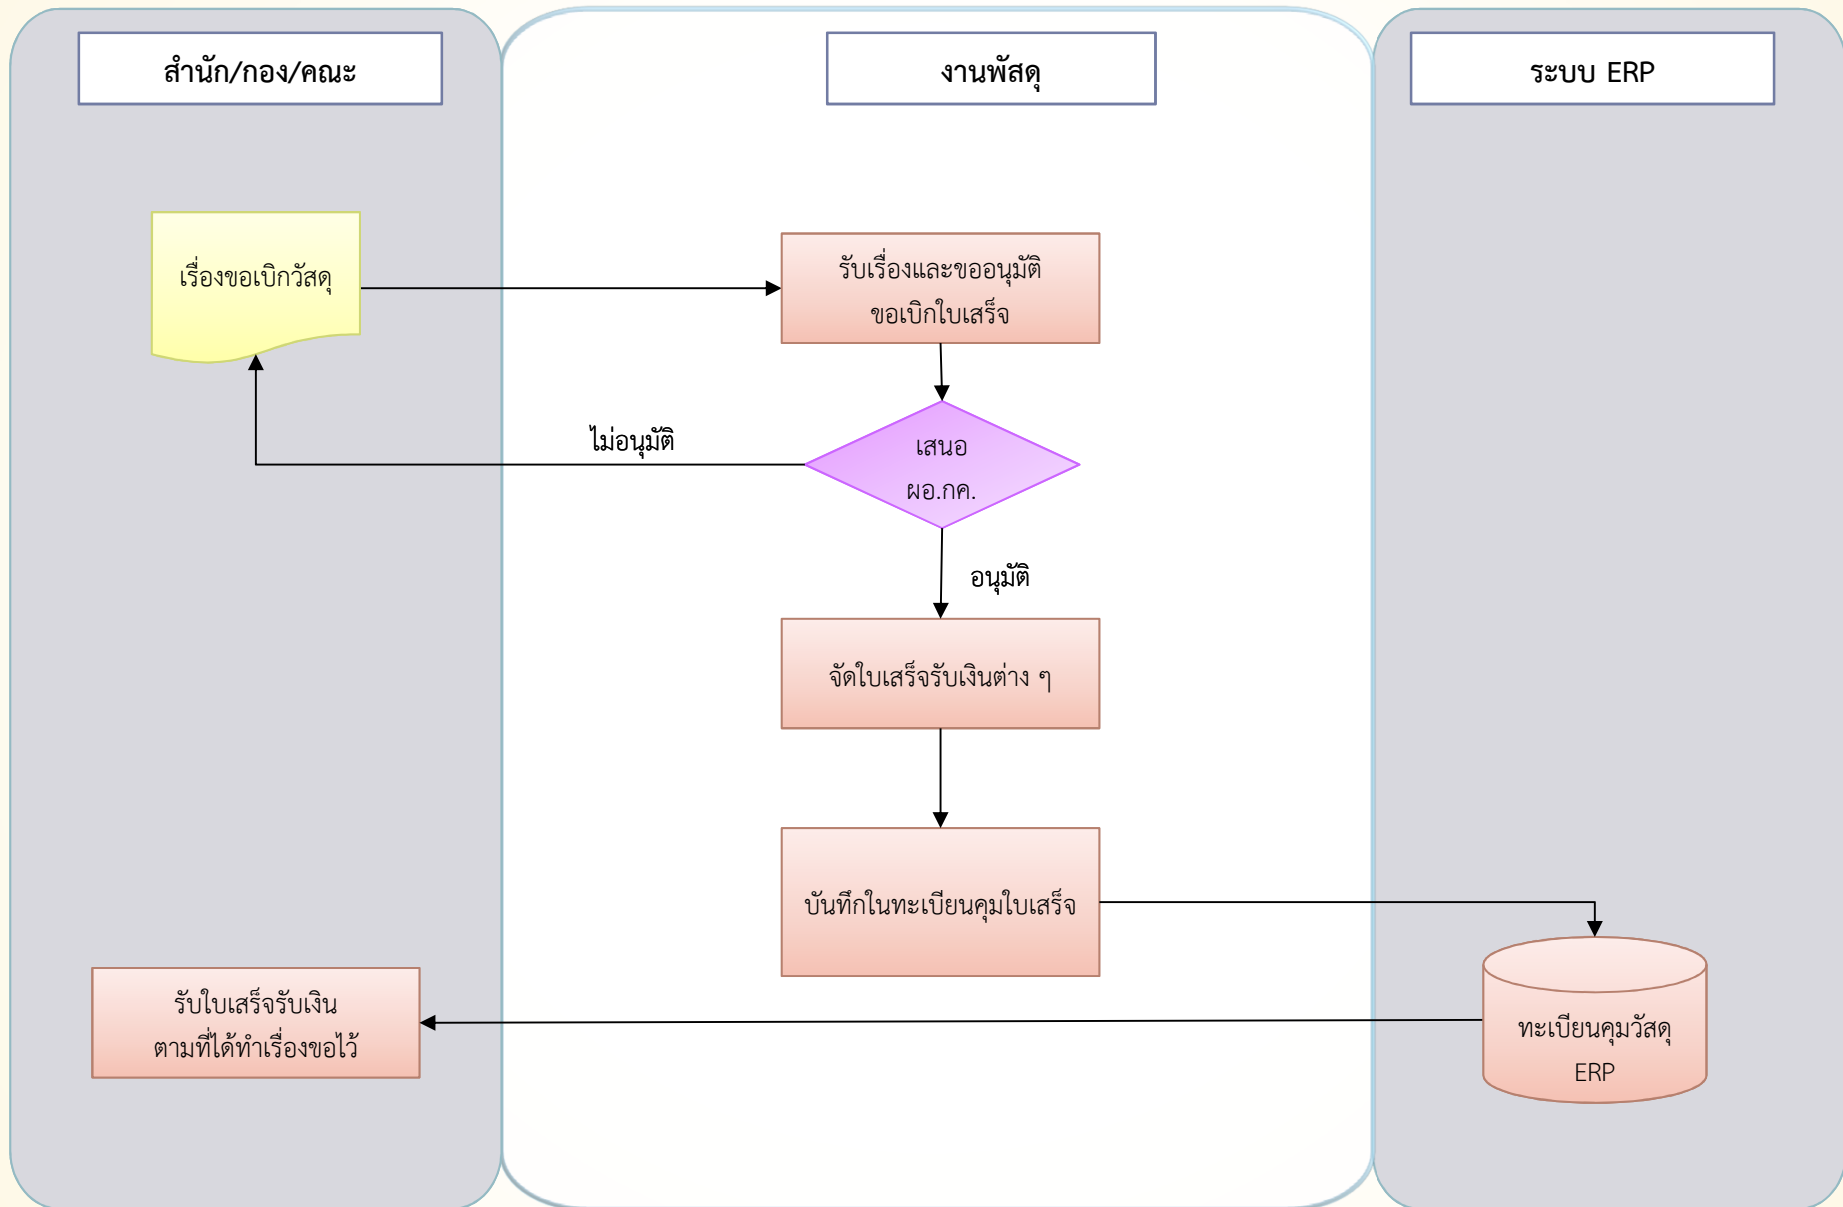 สำนัก/กอง/คณะ
งานพัสดุ
ระบบ ERP
เรื่องขอเบิกวัสดุ
รับเรื่องและขออนุมัติ
ขอเบิกใบเสร็จ
ไม่อนุมัติ
เสนอ
ผอ.กค.
อนุมัติ
จัดใบเสร็จรับเงินต่าง ๆ
บันทึกในทะเบียนคุมใบเสร็จ
รับใบเสร็จรับเงิน
ตามที่ได้ทำเรื่องขอไว้
ทะเบียนคุมวัสดุ
ERP